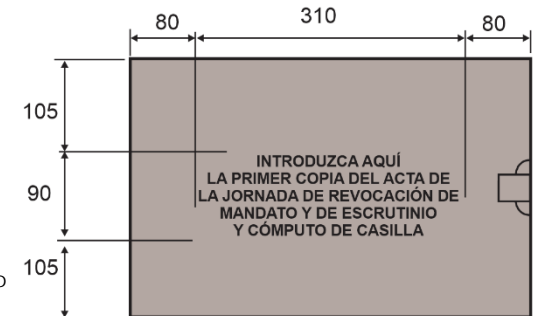 80 310 80
105
INTRODUZCA AQUÍ
LA PRIMER COPIA DEL ACTA DE
90 LA JORNADA DE REVOCACIÓN DE
MANDATO Y DE ESCRUTINIO
Y CÓMPUTO DE CASILLA
105
O